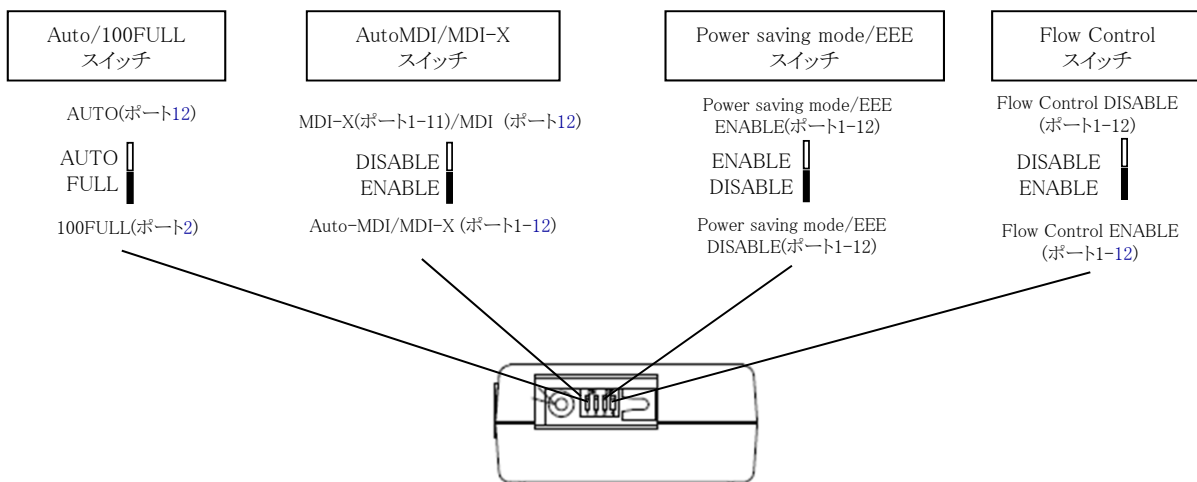 Auto/100FULL
スイッチ
AUTO(ポート12)
AUTO
FULL
100FULL(ポート2)
AutoMDI/MDI-X
スイッチ
MDI-X(ポート1-11)/MDI (ポート12)
DISABLE
ENABLE
Auto-MDI/MDI-X (ポート1-12)
Power saving mode/EEE
スイッチ
Power saving mode/EEE
ENABLE(ポート1-12)
ENABLE
DISABLE
Power saving mode/EEE
DISABLE(ポート1-12)
Flow Control
スイッチ
Flow Control DISABLE
(ポート1-12)
DISABLE
ENABLE
Flow Control ENABLE
(ポート1-12)